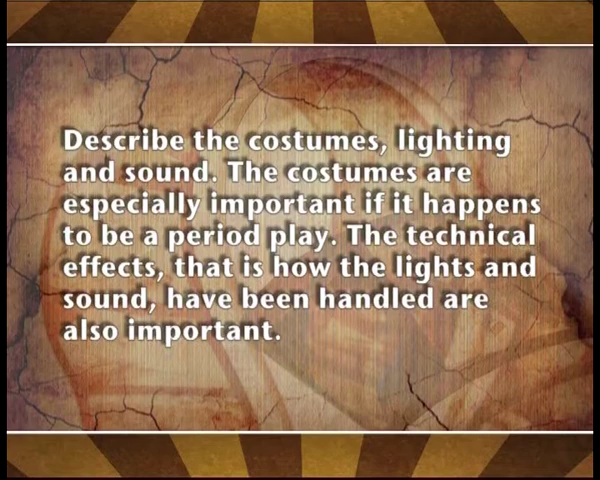 Describe the costumes, lighting
and sound. The costumes are
especially important if it happens
to be a period play. The technical
effects, that is how the lights and
sound, have been handled are
also important.